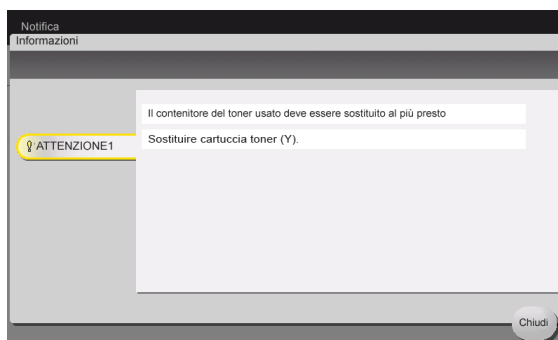 Notifica
Informazioni
Il contenitore del toner usato deve essere sostituito al più presto
ATTENZIONE1
Sostituire cartuccia toner (Y).
Chiudi